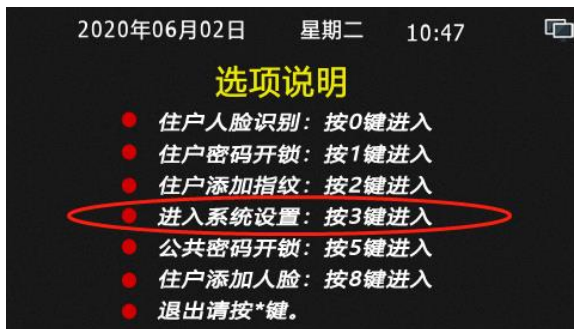 2020年06月02日 星期二 10:47
选项说明
住户人脸识别：按0键进入
住户密码开锁：按1键进入
住户添加指纹：按2键进入
进入系统设置：按3键进入
公共密码开锁：按5键进入
住户添加人脸：按8键进入
退出请按*键。